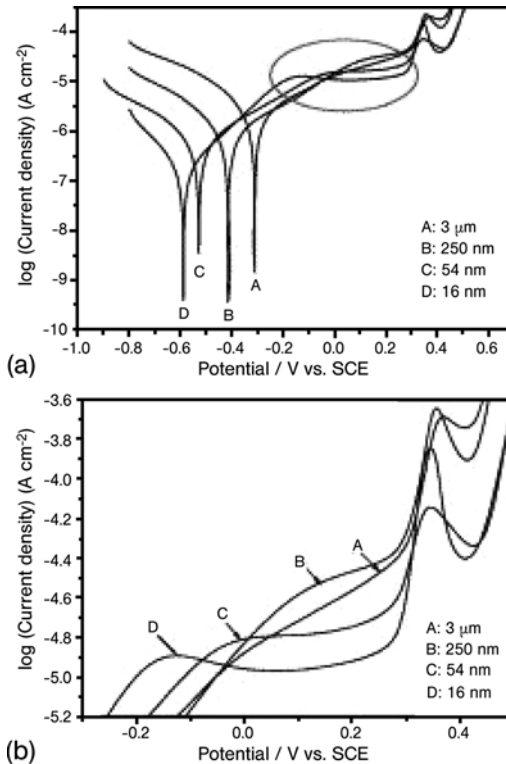 -4
-5
-6
-7
-8
-9
-10
log (Current density) (A cm-2)
D
C
B
A
A: 3 μm
B: 250 nm
C: 54 nm
D: 16 nm
-1.0 -0.8 -0.6 -0.4 -0.2 0.0 0.2 0.4 0.6
Potential / V vs. SCE
(a)
-3.6
-3.8
-4.0
-4.2
-4.4
-4.6
-4.8
-5.0
-5.2
log (Current density) (A cm-2)
A
B
C
D
A: 3 μm
B: 250 nm
C: 54 nm
D: 16 nm
-0.2 0.0 0.2 0.4
Potential / V vs. SCE
(b)